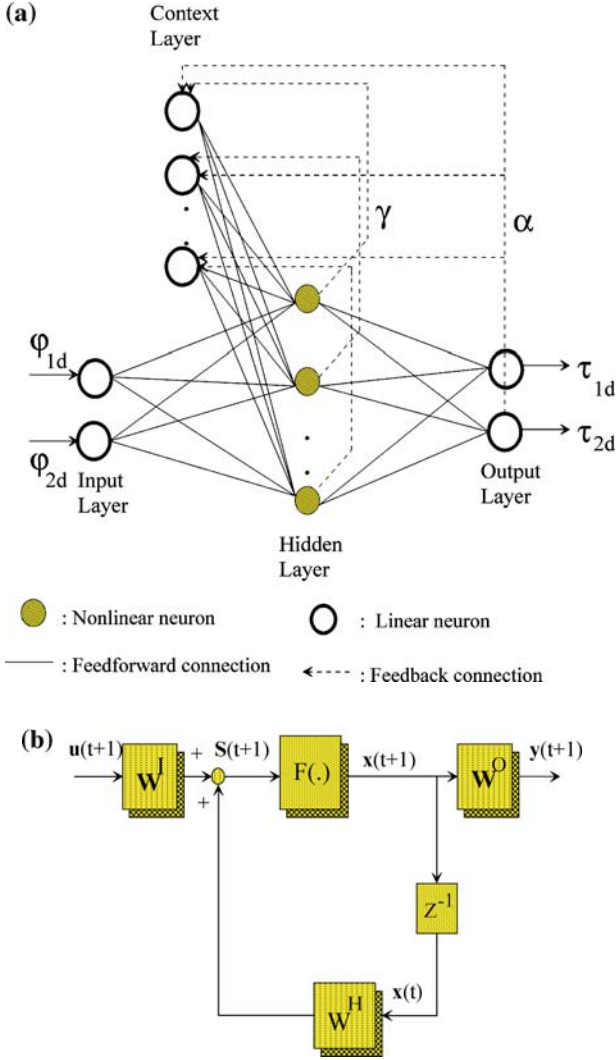 (a)
Context
Layer
γ
α
φ1d
τ1d
φ2d
τ2d
Input
Layer
Output
Layer
Hidden
Layer
: Nonlinear neuron
: Linear neuron
: Feedforward connection
: Feedback connection
(b)
u(t+1)
W^I
+
S(t+1)
+
F(.)
x(t+1)
W^O
y(t+1)
Z^-1
x(t)
W^H